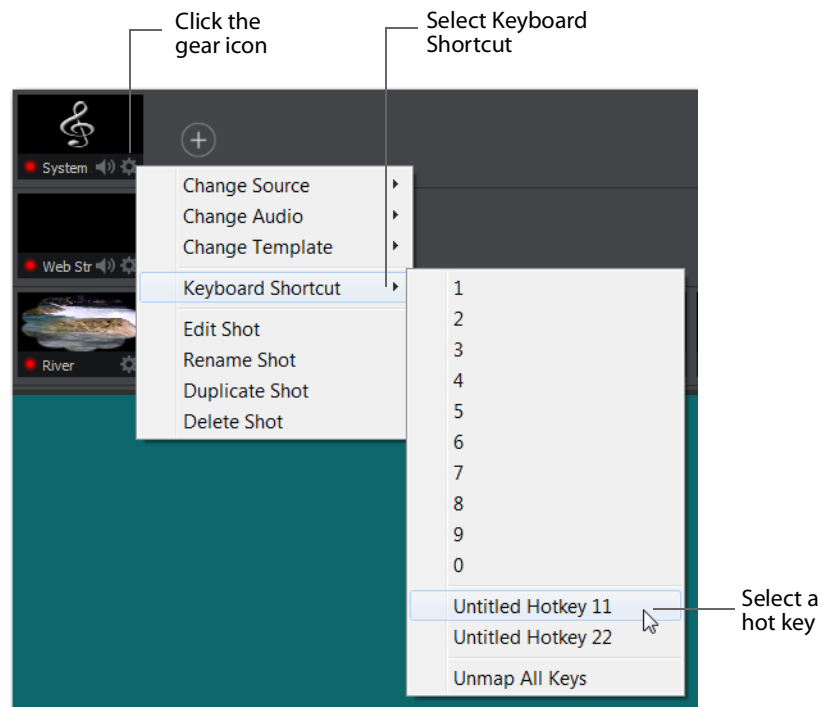 Click the
gear icon
Select Keyboard
Shortcut
System
Change Source
Change Audio
Change Template
Web Str
Keyboard Shortcut
1
2
3
4
5
6
7
8
9
0
Edit Shot
Rename Shot
Duplicate Shot
Delete Shot
River
Untitled Hotkey 11
Untitled Hotkey 22
Unmap All Keys
Select a
hot key